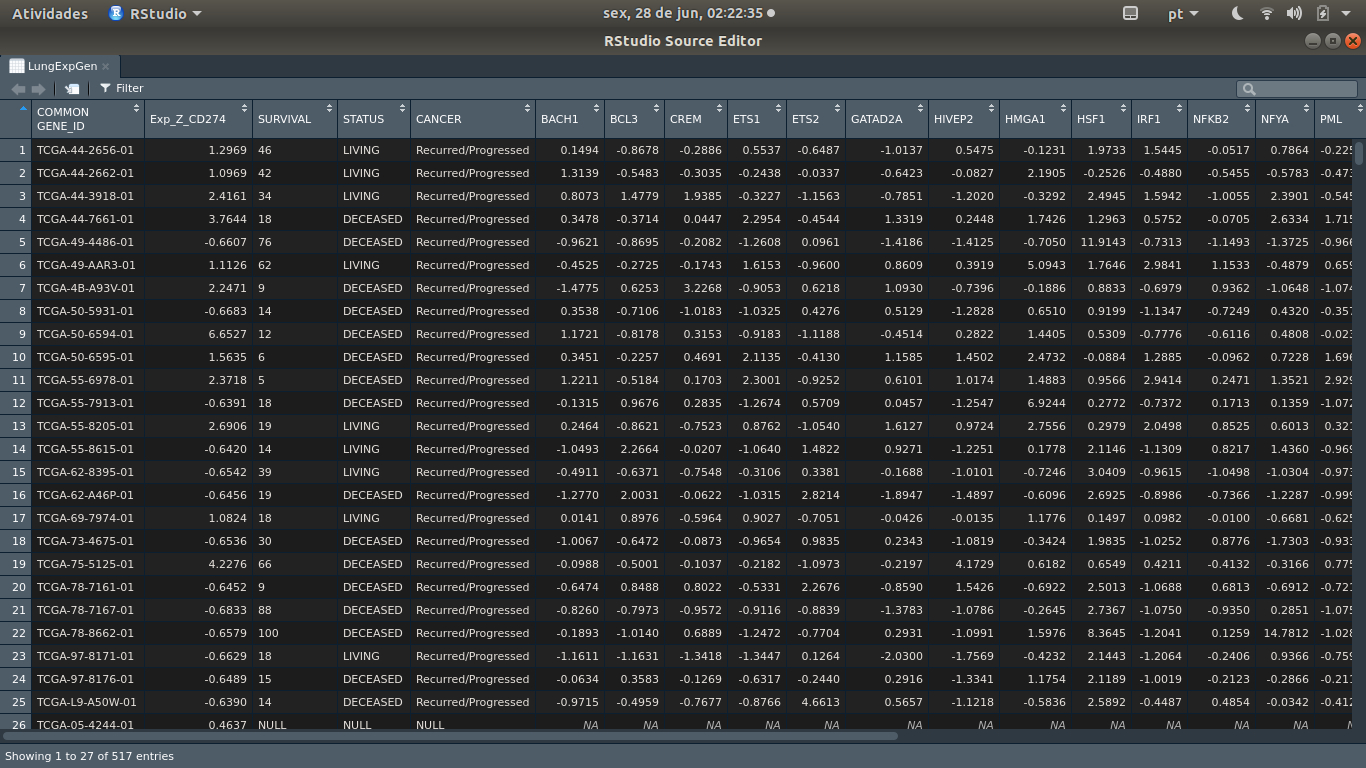 Atividades RStudio sex, 28 de jun, 02:22:35 pt
RStudio Source Editor
LungExpGen
Filter
COMMON GENE_ID Exp_Z_CD274 SURVIVAL STATUS CANCER BACH1 BCL3 CREM ETS1 ETS2 GATAD2A HIVEP2 HMGA1 HSF1 IRF1 NFKB2 NFYA PML
1 TCGA-44-2656-01 1.2969 46 LIVING Recurred/Progressed 0.1494 -0.8678 -0.2886 0.5537 -0.6487 -1.0137 0.5475 -0.1231 1.9733 1.5445 -0.0517 0.7864 -0.225
2 TCGA-44-2662-01 1.0969 42 LIVING Recurred/Progressed 1.3139 -0.5483 -0.3035 -0.2438 -0.0337 -0.6423 -0.0827 2.1905 -0.2526 -0.4880 -0.5455 -0.5783 -0.473
3 TCGA-44-3918-01 2.4161 34 LIVING Recurred/Progressed 0.8073 1.4779 1.9385 -0.3227 -1.1563 -0.7851 -1.2020 -0.3292 2.4945 1.5942 -1.0055 2.3901 -0.545
4 TCGA-44-7661-01 3.7644 18 DECEASED Recurred/Progressed 0.3478 -0.3714 0.0447 2.2954 -0.4544 1.3319 0.2448 1.7426 1.2963 0.5752 -0.0705 2.6334 1.715
5 TCGA-49-4486-01 -0.6607 76 DECEASED Recurred/Progressed -0.9621 -0.8695 -0.2082 -1.2608 0.0961 -1.4186 -1.4125 -0.7050 11.9143 -0.7313 -1.1493 -1.3725 -0.966
6 TCGA-49-AAR3-01 1.1126 62 LIVING Recurred/Progressed -0.4525 -0.2725 -0.1743 1.6153 -0.9600 0.8609 0.3919 5.0943 1.7646 2.9841 1.1533 -0.4879 0.659
7 TCGA-4B-A93V-01 2.2471 9 DECEASED Recurred/Progressed -1.4775 0.6253 3.2268 -0.9053 0.6218 1.0930 -0.7396 -0.1886 0.8833 -0.6979 0.9362 -1.0648 -1.074
8 TCGA-50-5931-01 -0.6683 14 DECEASED Recurred/Progressed 0.3538 -0.7106 -1.0183 -1.0325 0.4276 0.5129 -1.2828 0.6510 0.9199 -1.1347 -0.7249 0.4320 -0.357
9 TCGA-50-6594-01 6.6527 12 DECEASED Recurred/Progressed 1.1721 -0.8178 0.3153 -0.9183 -1.1188 -0.4514 0.2822 1.4405 0.5309 -0.7776 -0.6116 0.4808 -0.023
10 TCGA-50-6595-01 1.5635 6 DECEASED Recurred/Progressed 0.3451 -0.2257 0.4691 2.1135 -0.4130 1.1585 1.4502 2.4732 -0.0884 1.2885 -0.0962 0.7228 1.696
11 TCGA-55-6978-01 2.3718 5 DECEASED Recurred/Progressed 1.2211 -0.5184 0.1703 2.3001 -0.9252 0.6101 1.0174 1.4883 0.9566 2.9414 0.2471 1.3521 2.929
12 TCGA-55-7913-01 -0.6391 18 DECEASED Recurred/Progressed -0.1315 0.9676 0.2835 -1.2674 0.5709 0.0457 -1.2547 6.9244 0.2772 -0.7372 0.1713 0.1359 -1.072
13 TCGA-55-8205-01 2.6906 19 LIVING Recurred/Progressed 0.2464 -0.8621 -0.7523 0.8762 -1.0540 1.6127 0.9724 2.7556 0.2979 2.0498 0.8525 0.6013 0.321
14 TCGA-55-8615-01 -0.6420 14 LIVING Recurred/Progressed -1.0493 2.2664 -0.0207 -1.0640 1.4822 0.9271 -1.2251 0.1778 2.1146 -1.1309 0.8217 1.4360 -0.969
15 TCGA-62-8395-01 -0.6542 39 LIVING Recurred/Progressed -0.4911 -0.6371 -0.7548 -0.3106 0.3381 -0.1688 -1.0101 -0.7246 3.0409 -0.9615 -1.0498 -1.0304 -0.973
16 TCGA-62-A46P-01 -0.6456 19 DECEASED Recurred/Progressed -1.2770 2.0031 -0.0622 -1.0315 2.8214 -1.8947 -1.4897 -0.6096 2.6925 -0.8986 -0.7366 -1.2287 -0.999
17 TCGA-69-7974-01 1.0824 18 LIVING Recurred/Progressed 0.0141 0.8976 -0.5964 0.9027 -0.7051 -0.0426 -0.0135 1.1776 0.1497 0.0982 -0.0100 -0.6681 -0.625
18 TCGA-73-4675-01 -0.6536 30 DECEASED Recurred/Progressed -1.0067 -0.6472 -0.0873 -0.9654 0.9835 0.2343 -1.0819 -0.3424 1.9835 -1.0252 0.8776 -1.7303 -0.933
19 TCGA-75-5125-01 4.2276 66 DECEASED Recurred/Progressed -0.0988 -0.5001 -0.1037 -0.2182 -1.0973 -0.2197 4.1729 0.6182 0.6549 0.4211 -0.4132 -0.3166 0.775
20 TCGA-78-7161-01 -0.6452 9 DECEASED Recurred/Progressed -0.6474 0.8488 0.8022 -0.5331 2.2676 -0.8590 1.5426 -0.6922 2.5013 -1.0688 0.6813 -0.6912 -0.721
21 TCGA-78-7167-01 -0.6833 88 DECEASED Recurred/Progressed -0.8260 -0.7973 -0.9572 -0.9116 -0.8839 -1.3783 -1.0786 -0.2645 2.7367 -1.0750 -0.9350 0.2851 -1.075
22 TCGA-78-8662-01 -0.6579 100 DECEASED Recurred/Progressed -0.1893 -1.0140 0.6889 -1.2472 -0.7704 0.2931 -1.0991 1.5976 8.3645 -1.2041 0.1259 14.7812 -1.028
23 TCGA-97-8171-01 -0.6629 18 LIVING Recurred/Progressed -1.1611 -1.1631 -1.3418 -1.3447 0.1264 -2.0300 -1.7569 -0.4232 2.1443 -1.2064 -0.2406 0.9366 -0.759
24 TCGA-97-8176-01 -0.6489 15 DECEASED Recurred/Progressed -0.0634 0.3583 -0.1269 -0.6317 -0.2440 0.2916 -1.3341 1.1754 2.1189 -1.0019 -0.2123 -0.2866 -0.211
25 TCGA-L9-A50W-01 -0.6390 14 DECEASED Recurred/Progressed -0.9715 -0.4959 -0.7677 -0.8766 4.6613 0.5657 -1.1218 -0.5836 2.5892 -0.4487 0.4854 -0.0342 -0.412
26 TCGA-05-4244-01 0.4637 NULL NULL NULL NA NA NA NA NA NA NA NA NA NA NA NA
Showing 1 to 27 of 517 entries